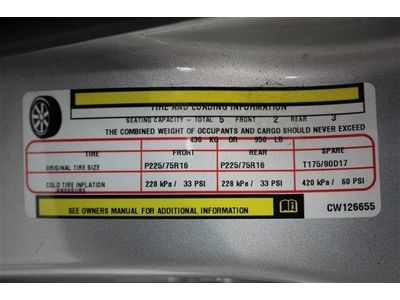 TIRE AND LOADING INFORMATION
SEATING CAPACITY - TOTAL 5 FRONT 2 REAR 3
THE COMBINED WEIGHT OF OCCUPANTS AND CARGO SHOULD NEVER EXCEED
430 KG OR 950 LB
TIRE FRONT REAR SPARE
ORIGINAL TIRE SIZE P225/75R16 P225/75R16 T175/90D17
COLD TIRE INFLATION PRESSURE 228 kPa / 33 PSI 228 kPa / 33 PSI 420 kPa / 60 PSI
SEE OWNERS MANUAL FOR ADDITIONAL INFORMATION CW126655